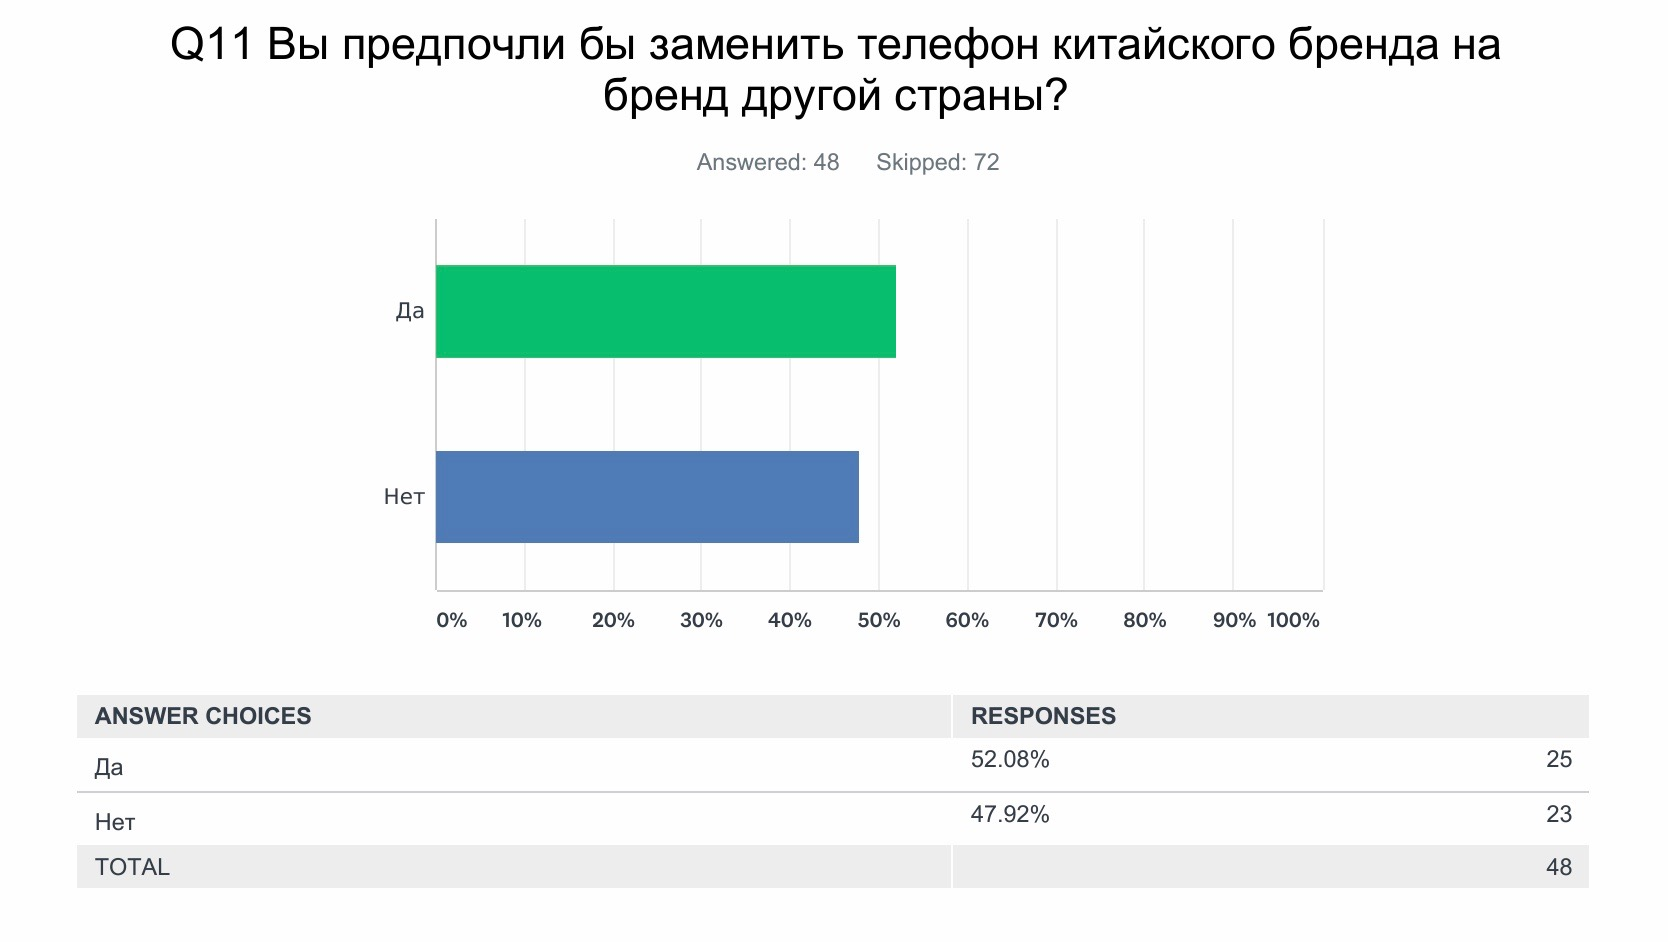 Q11 Вы предпочли бы заменить телефон китайского бренда на
бренд другой страны?
Answered: 48 Skipped: 72
Да
Нет
0% 10% 20% 30% 40% 50% 60% 70% 80% 90% 100%
ANSWER CHOICES RESPONSES
Да 52.08% 25
Нет 47.92% 23
TOTAL 48